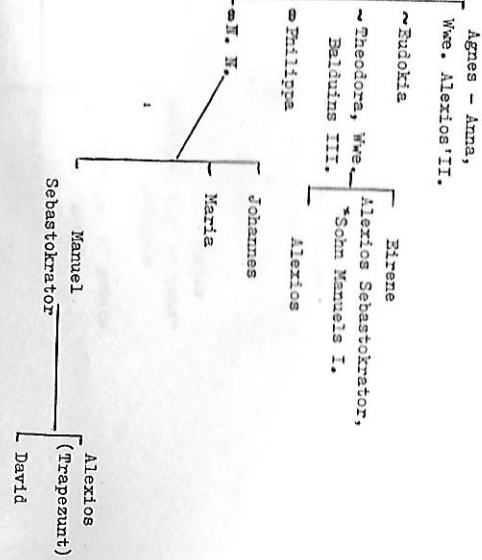 Agnes - Anna,
Wwe. Alexios'II.
~Eudokia
~Theodora, Wwe.
Balduins III.
∞Philippa
∞N. N.
Eirene
Alexios Sebastokrator,
*Sohn Manuels I.
Alexios
Johannes
Maria
Manuel
Sebastokrator
Alexios
(Trapezunt)
David